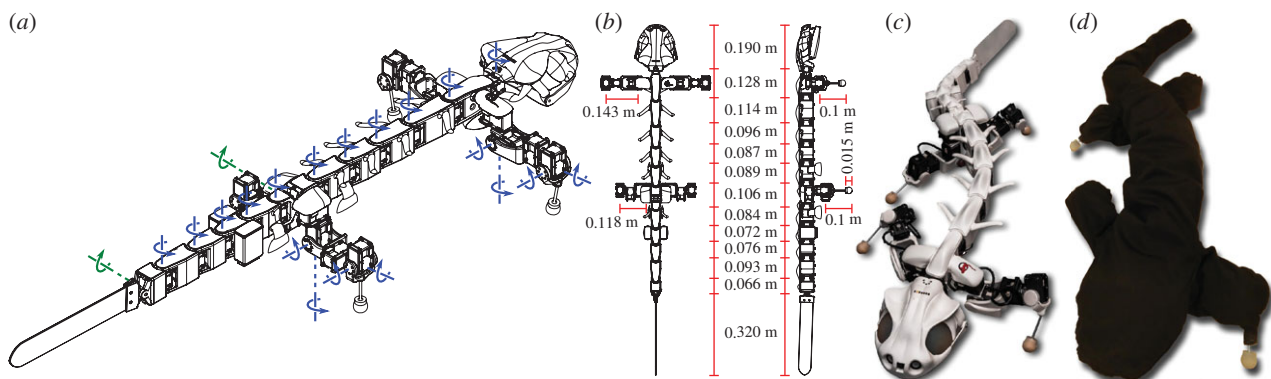 (a)
(b)
(c)
(d)
0.190 m
0.128 m
0.143 m
0.1 m
0.114 m
0.096 m
0.015 m
0.087 m
0.089 m
0.106 m
0.118 m
0.084 m
0.1 m
0.072 m
0.076 m
0.093 m
0.066 m
0.320 m